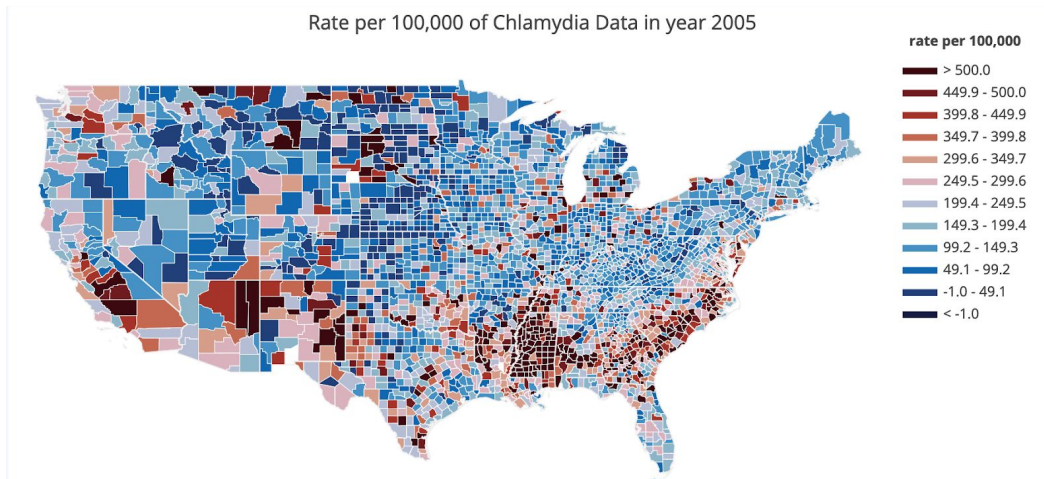 Rate per 100,000 of Chlamydia Data in year 2005
rate per 100,000
> 500.0
449.9 - 500.0
399.8 - 449.9
349.7 - 399.8
299.6 - 349.7
249.5 - 299.6
199.4 - 249.5
149.3 - 199.4
99.2 - 149.3
49.1 - 99.2
-1.0 - 49.1
< -1.0